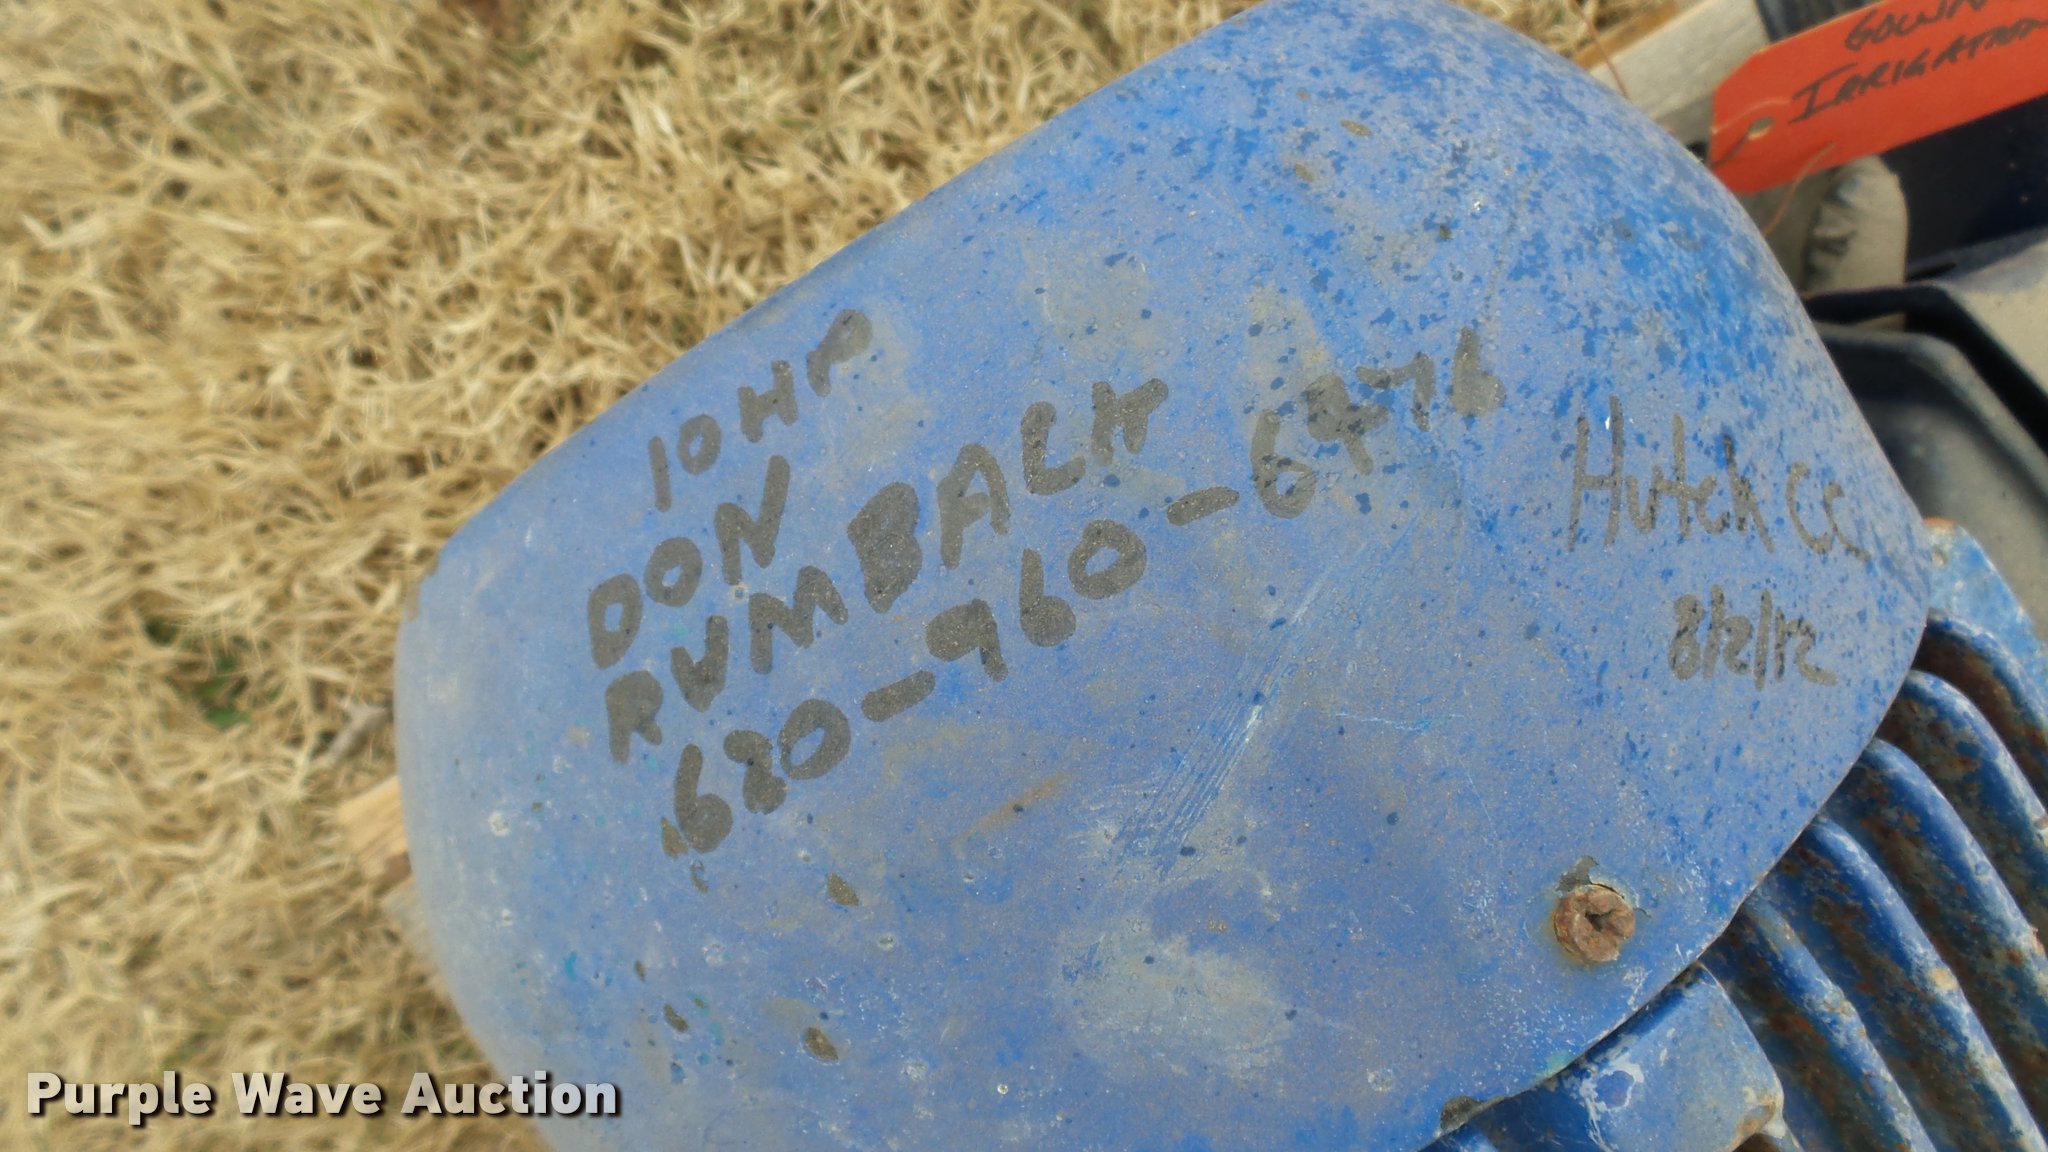 10HP
DON
RUMBACK
620-960-6976
Hutch CC
8/2/12
IRRIGATION
Purple Wave Auction